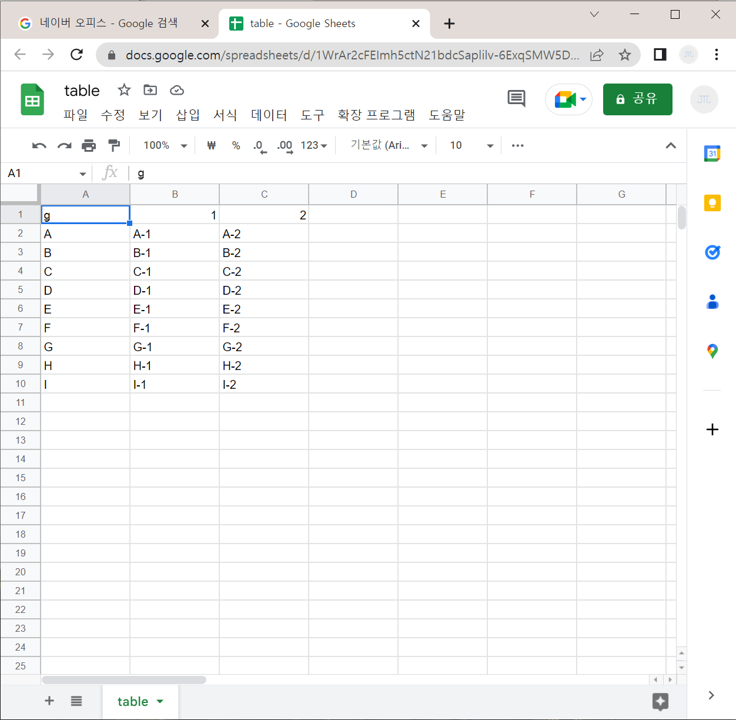 네이버 오피스 - Google 검색
table - Google Sheets
docs.google.com/spreadsheets/d/1WrAr2cFEImh5ctN21bdcSaplilv-6ExqSMW5D...
table
파일 수정 보기 삽입 서식 데이터 도구 확장 프로그램 도움말
공유
100% ₩ % .0 .00 123 기본값 (Ari... 10
A1 fx g
A B C D E F G
1 g 1 2
2 A A-1 A-2
3 B B-1 B-2
4 C C-1 C-2
5 D D-1 D-2
6 E E-1 E-2
7 F F-1 F-2
8 G G-1 G-2
9 H H-1 H-2
10 I I-1 I-2
11
12
13
14
15
16
17
18
19
20
21
22
23
24
25
table
31